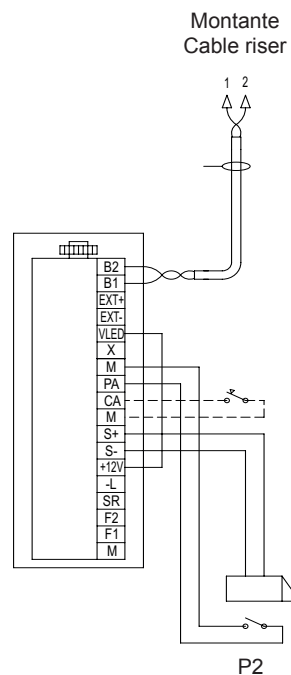 Montante
Cable riser
1 2
B2
B1
EXT+
EXT-
VLED
X
M
PA
CA
M
S+
S-
+12V
-L
SR
F2
F1
M
P2